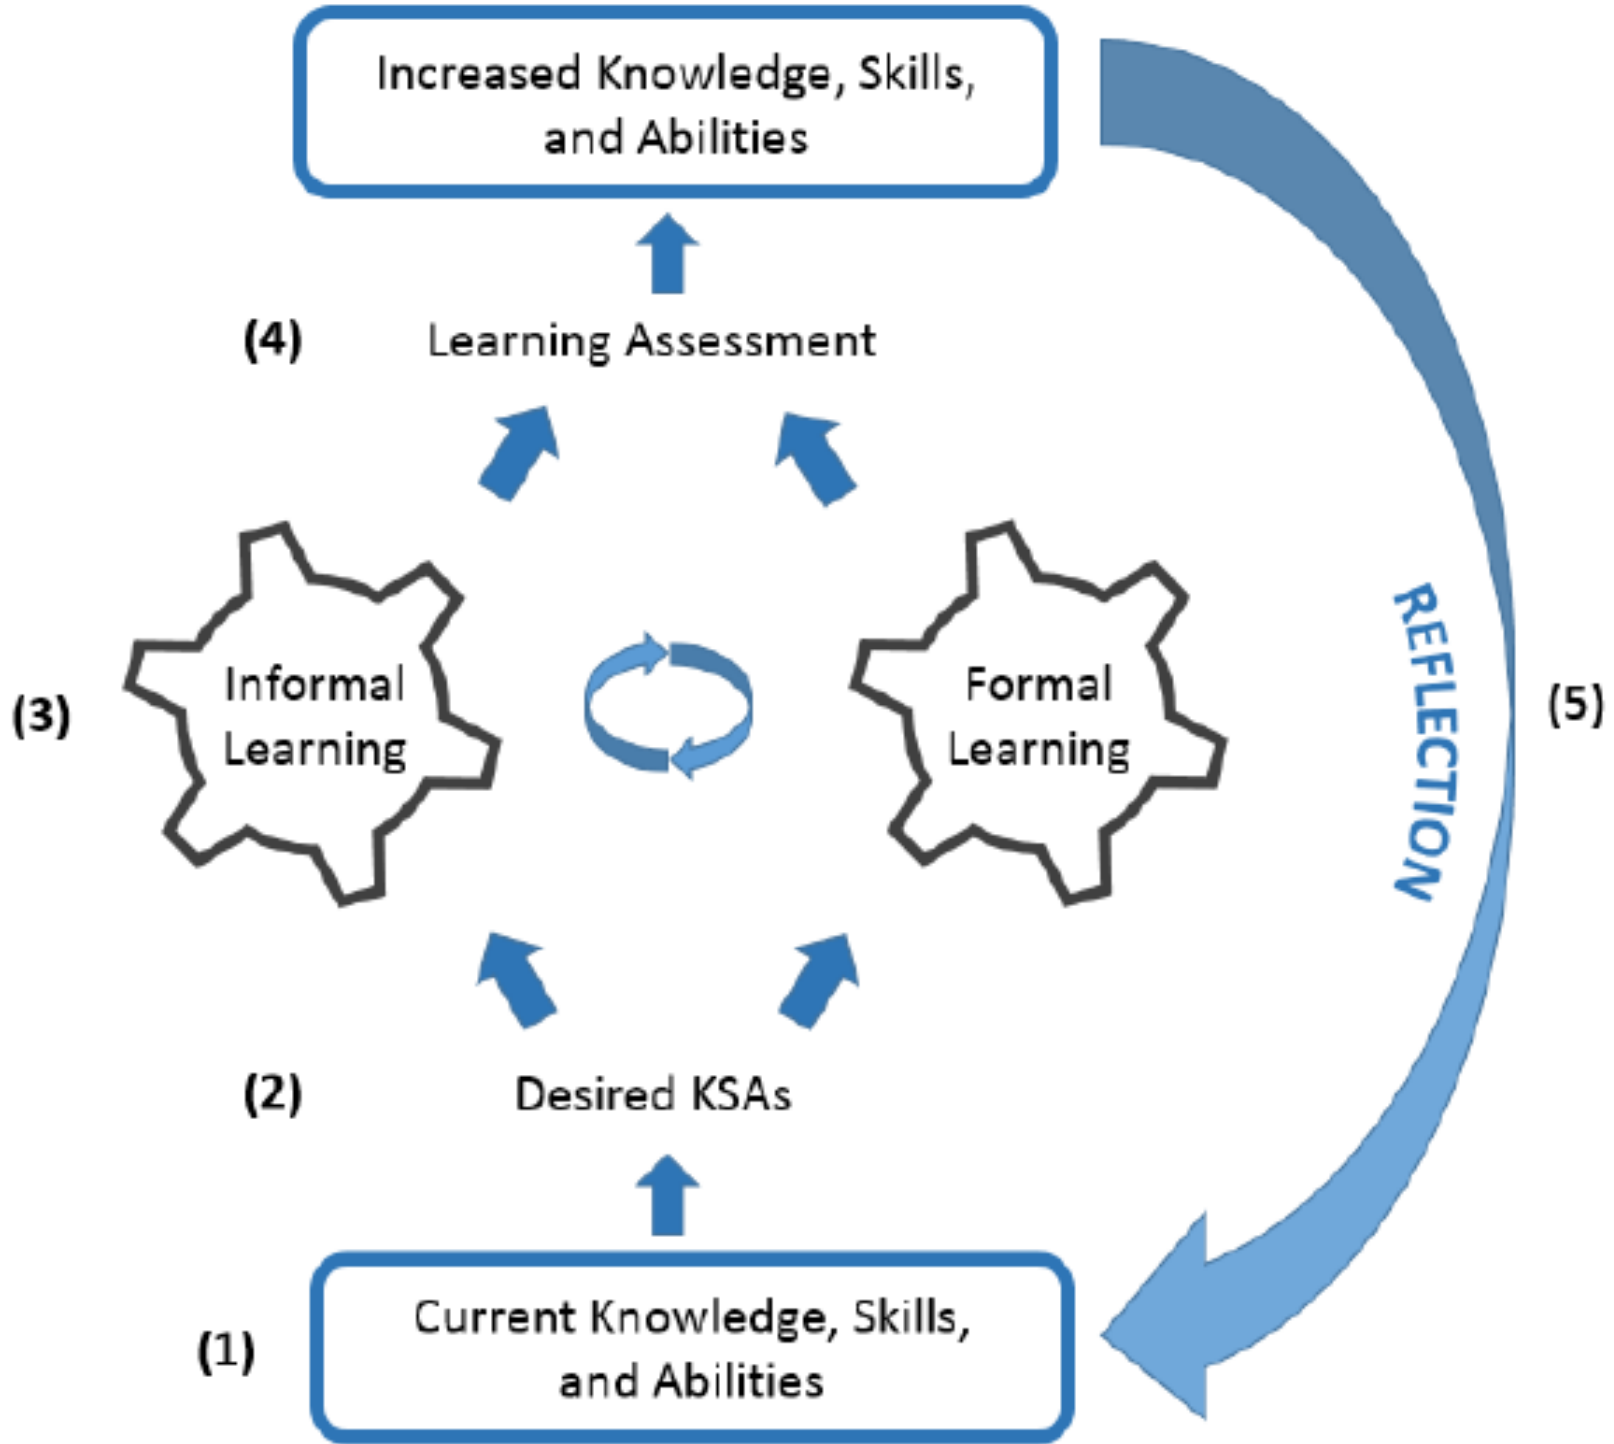 Increased Knowledge, Skills,
and Abilities
(4) Learning Assessment
(3)
Informal
Learning
Formal
Learning
REFLECTION
(5)
(2) Desired KSAs
(1)
Current Knowledge, Skills,
and Abilities